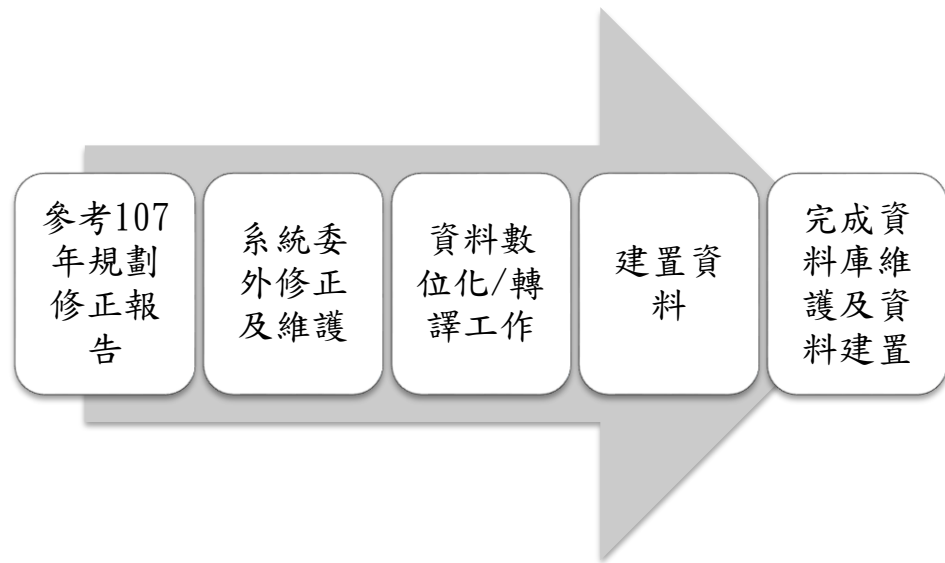 參考107
年規劃
修正報
告
系統委
外修正
及維護
資料數
位化/轉
譯工作
建置資
料
完成資
料庫維
護及資
料建置